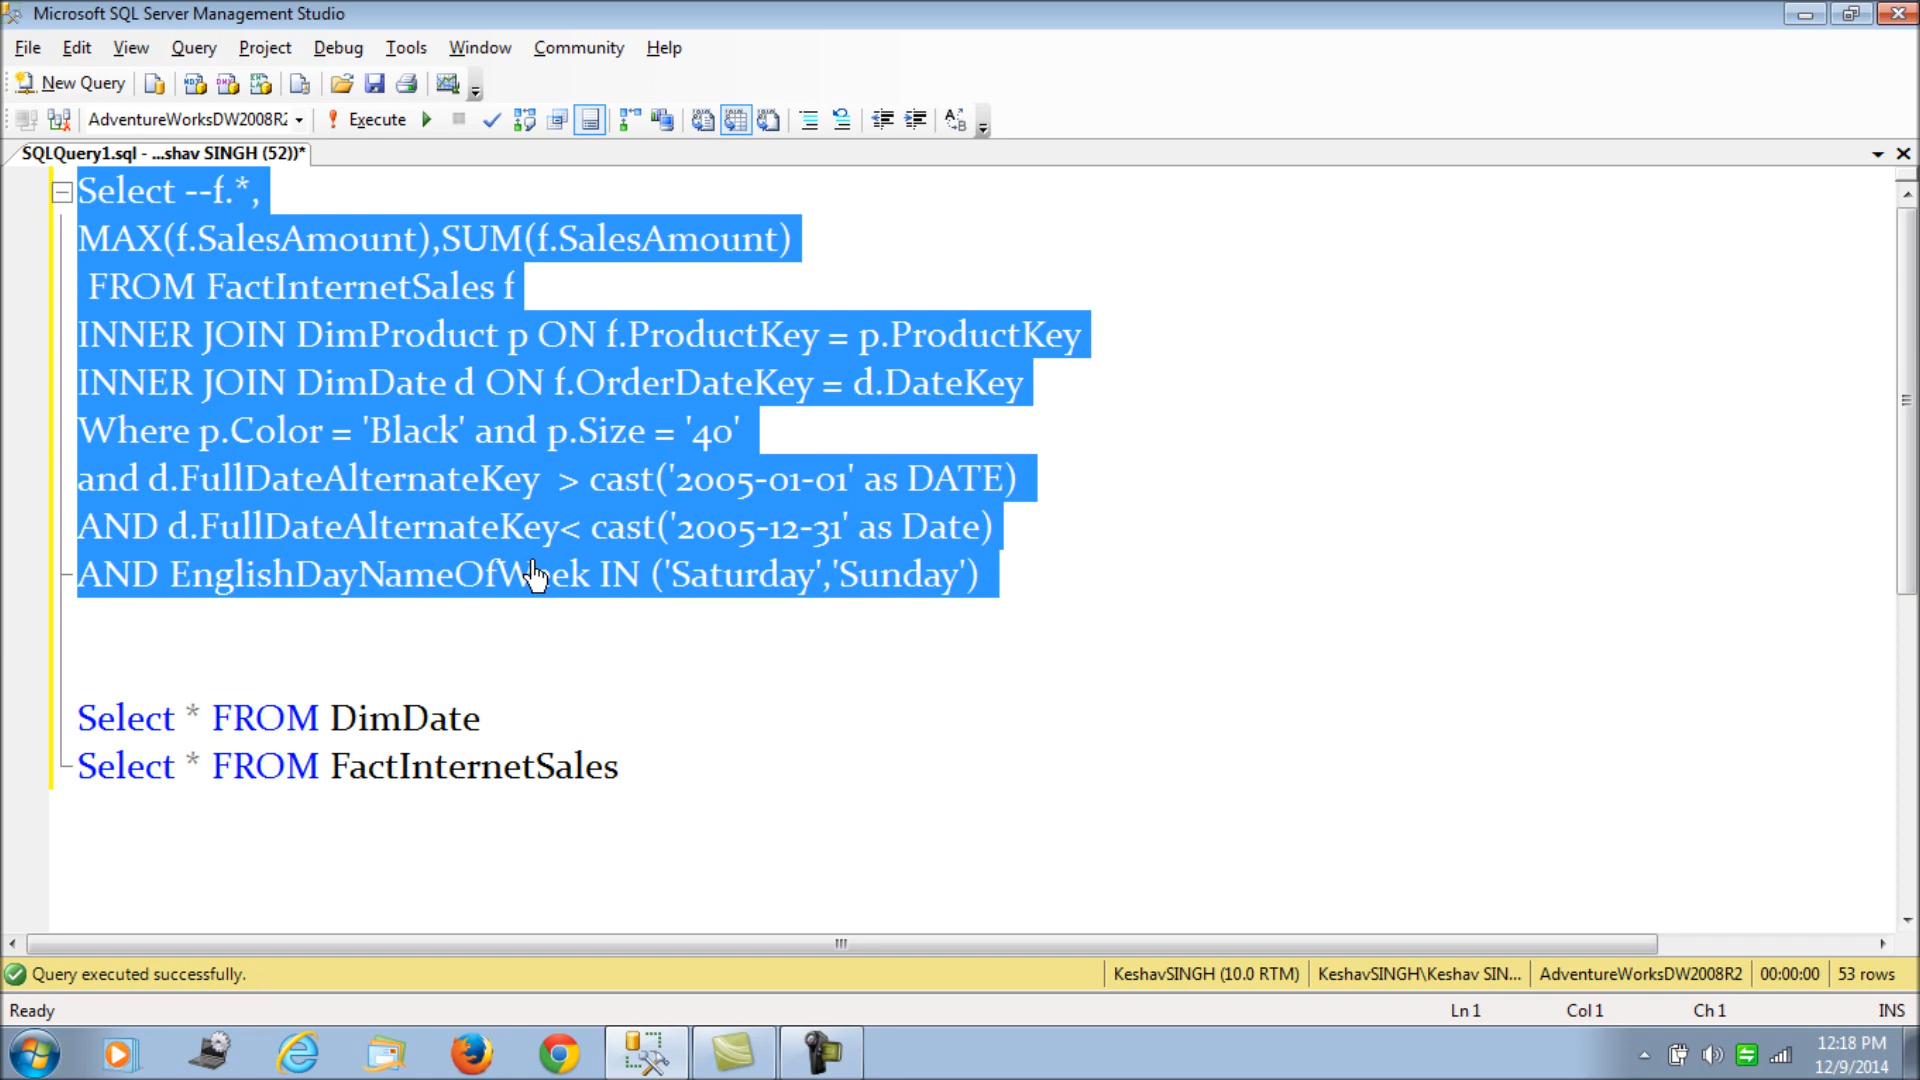 Microsoft SQL Server Management Studio
File Edit View Query Project Debug Tools Window Community Help
New Query
AdventureWorksDW2008R2 Execute
SQLQuery1.sql - ...shav SINGH (52))*
Select --f.*,
MAX(f.SalesAmount),SUM(f.SalesAmount)
FROM FactInternetSales f
INNER JOIN DimProduct p ON f.ProductKey = p.ProductKey
INNER JOIN DimDate d ON f.OrderDateKey = d.DateKey
Where p.Color = 'Black' and p.Size = '40'
and d.FullDateAlternateKey > cast('2005-01-01' as DATE)
AND d.FullDateAlternateKey< cast('2005-12-31' as Date)
AND EnglishDayNameOfWeek IN ('Saturday','Sunday')
Select * FROM DimDate
Select * FROM FactInternetSales
Query executed successfully. KeshavSINGH (10.0 RTM) KeshavSINGH\Keshav SIN... AdventureWorksDW2008R2 00:00:00 53 rows
Ready Ln 1 Col 1 Ch 1 INS
12:18 PM
12/9/2014